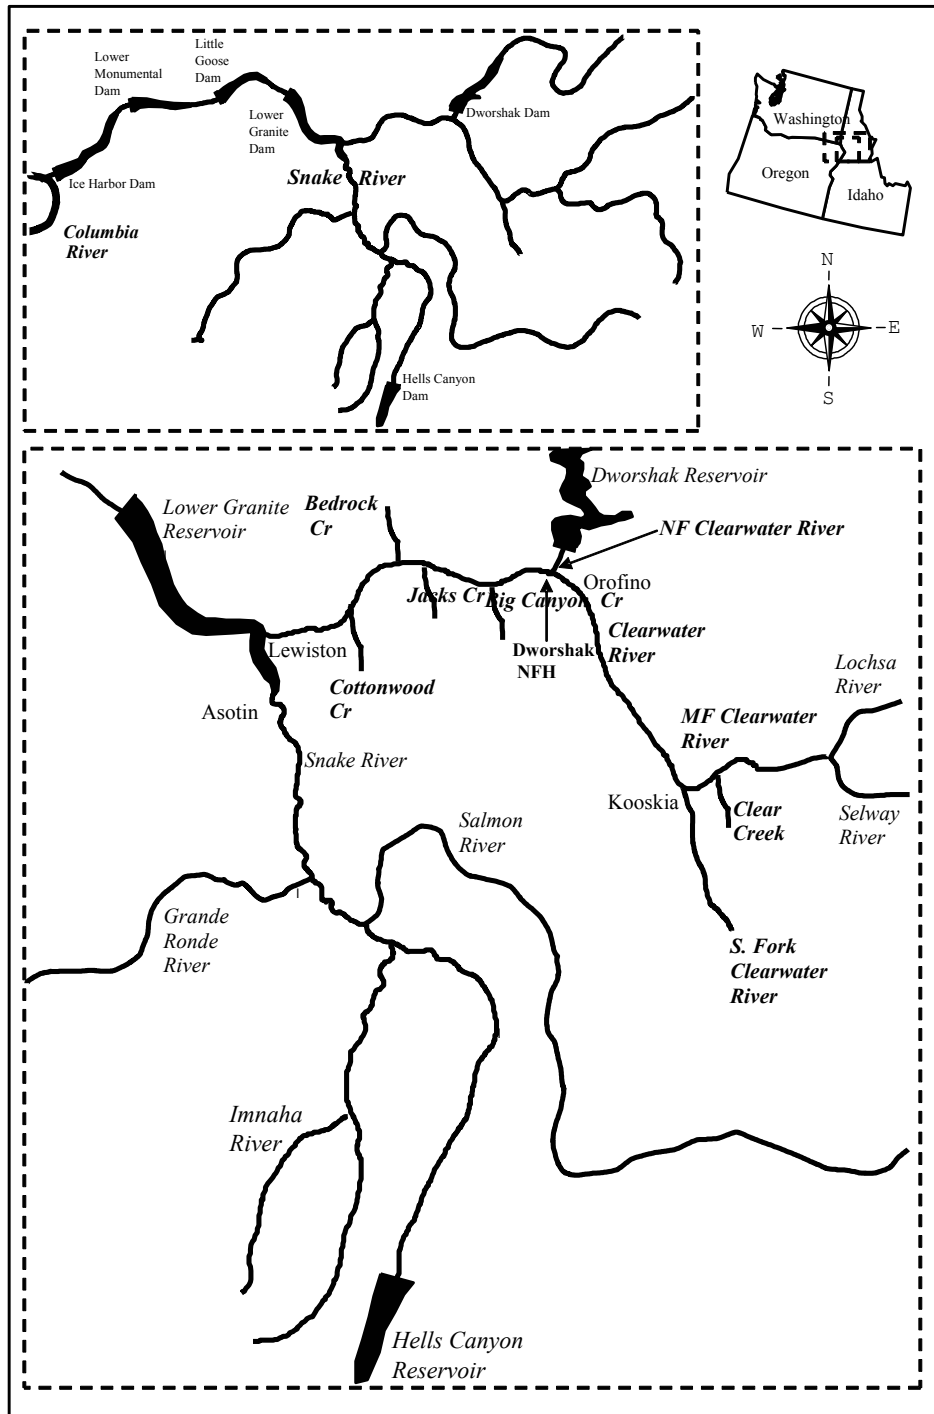 Lower
Monumental
Dam
Little
Goose
Dam
Lower
Granite
Dam
Dworshak Dam
Ice Harbor Dam
Snake River
Columbia
River
Hells Canyon
Dam
Washington
Oregon
Idaho
N
W
E
S
Dworshak Reservoir
Lower Granite
Reservoir
Bedrock
Cr
NF Clearwater River
Orofino
Jasks Cr
Big Canyon Cr
Clearwater
River
Lewiston
Dworshak
NFH
Cottonwood
Cr
Lochsa
River
Asotin
MF Clearwater
River
Snake River
Kooskia
Clear
Creek
Selway
River
Salmon
River
Grande
Ronde
River
S. Fork
Clearwater
River
Imnaha
River
Hells Canyon
Reservoir